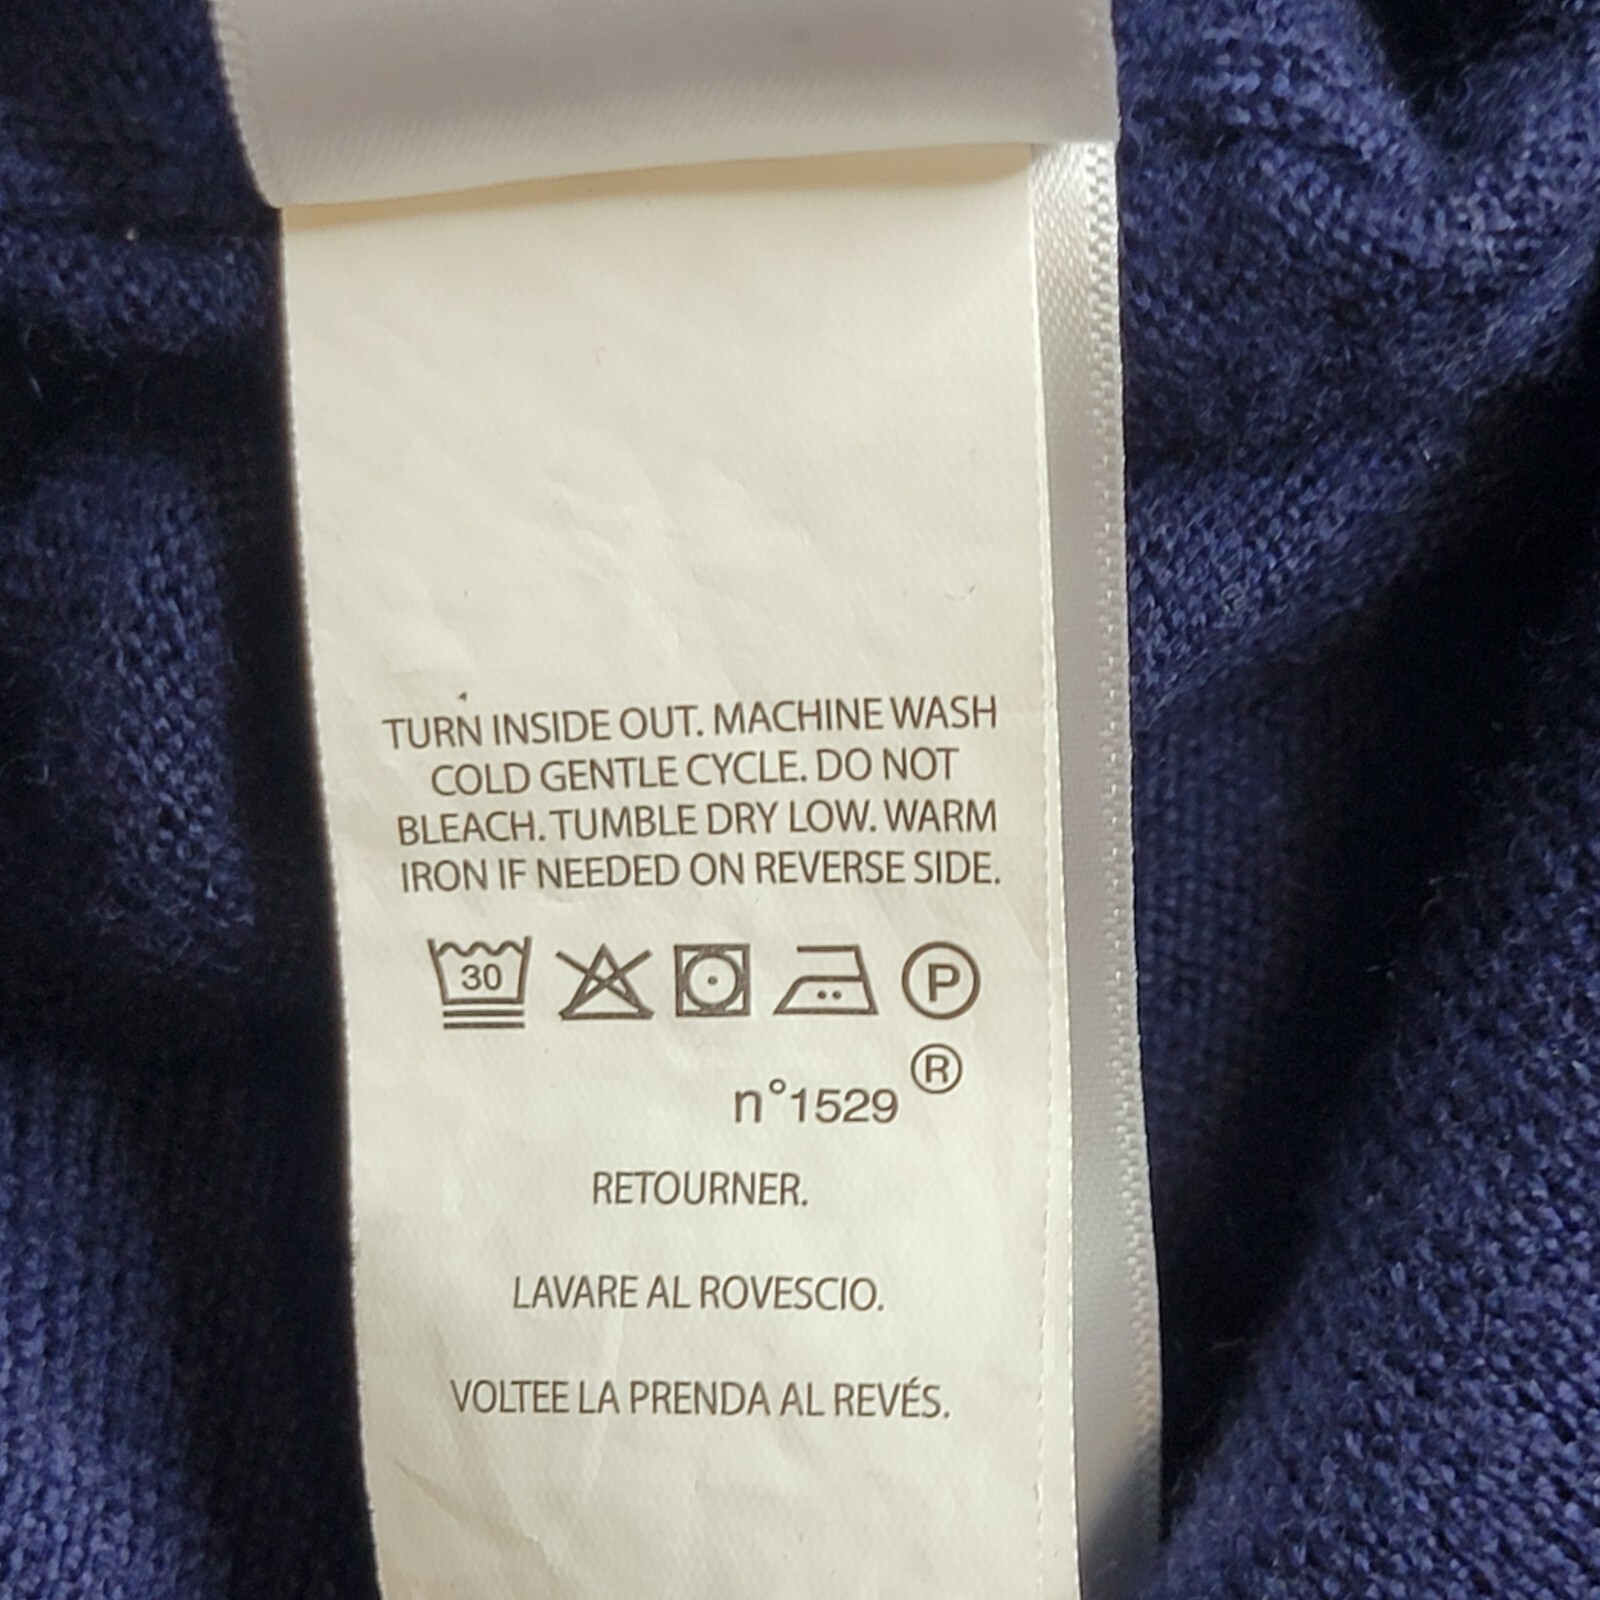 TURN INSIDE OUT. MACHINE WASH
COLD GENTLE CYCLE. DO NOT
BLEACH. TUMBLE DRY LOW. WARM
IRON IF NEEDED ON REVERSE SIDE.
30 P
n°1529 ®
RETOURNER.
LAVARE AL ROVESCIO.
VOLTEE LA PRENDA AL REVÉS.